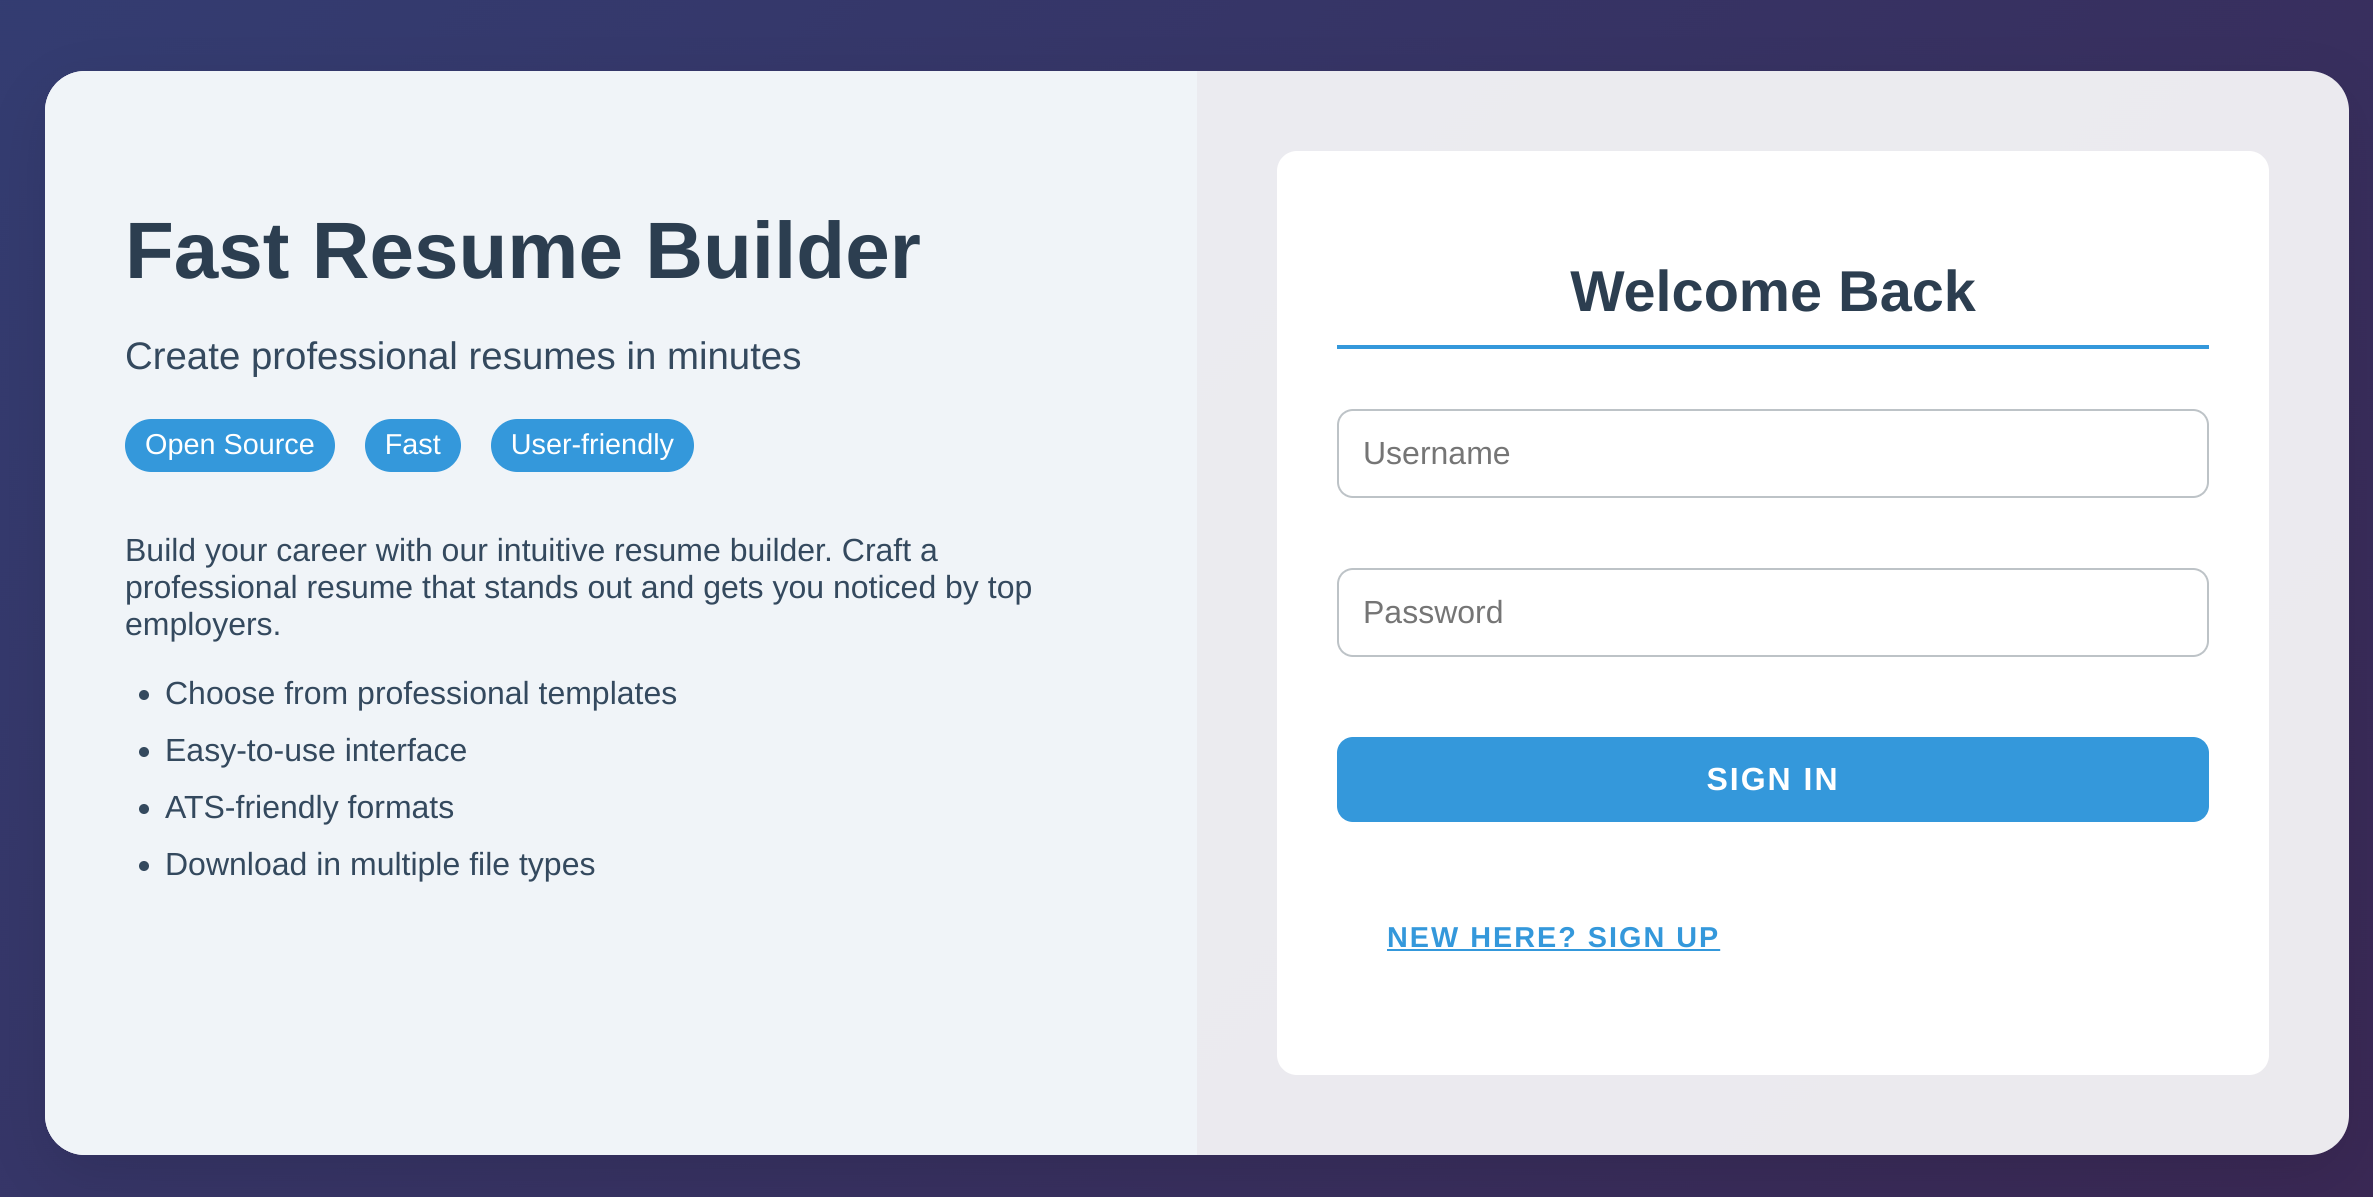 Fast Resume Builder
Create professional resumes in minutes
Open Source Fast User-friendly
Build your career with our intuitive resume builder. Craft a
professional resume that stands out and gets you noticed by top
employers.
Choose from professional templates
Easy-to-use interface
ATS-friendly formats
Download in multiple file types
Welcome Back
Username
Password
SIGN IN
NEW HERE? SIGN UP